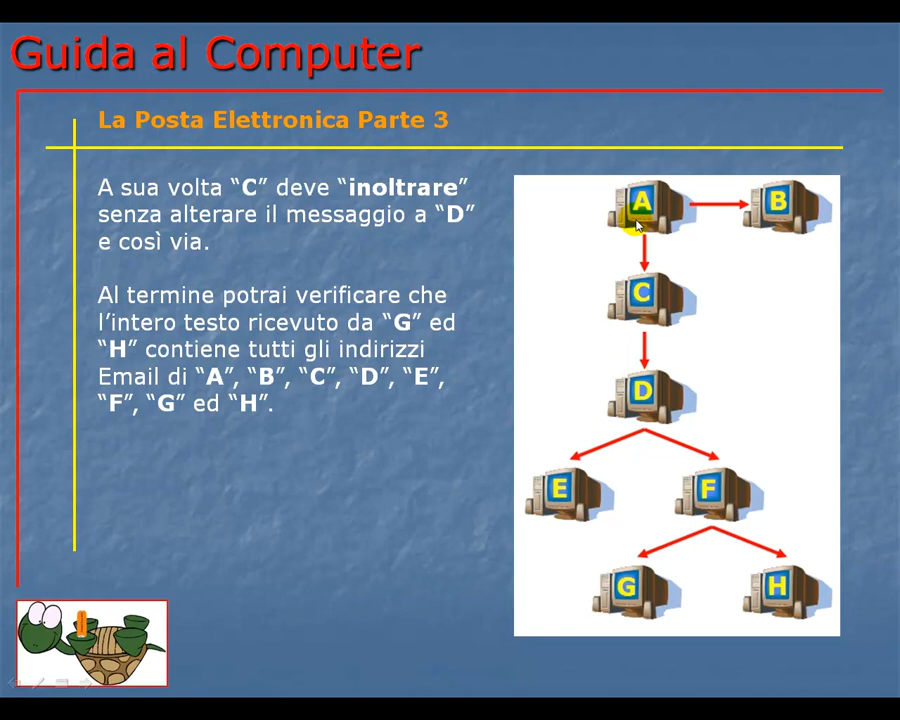 Guida al Computer
La Posta Elettronica Parte 3
A sua volta “C” deve “inoltrare”
senza alterare il messaggio a “D”
e così via.
Al termine potrai verificare che
l’intero testo ricevuto da “G” ed
“H” contiene tutti gli indirizzi
Email di “A”, “B”, “C”, “D”, “E”,
“F”, “G” ed “H”.
A
B
C
D
E
F
G
H